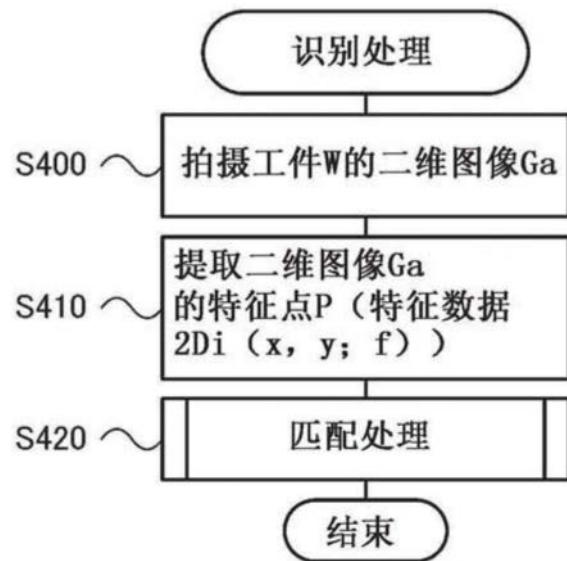 识别处理
S400
拍摄工件W的二维图像Ga
提取二维图像Ga
S410
的特征点P（特征数据
2Di（x，y；f））
S420
匹配处理
结束